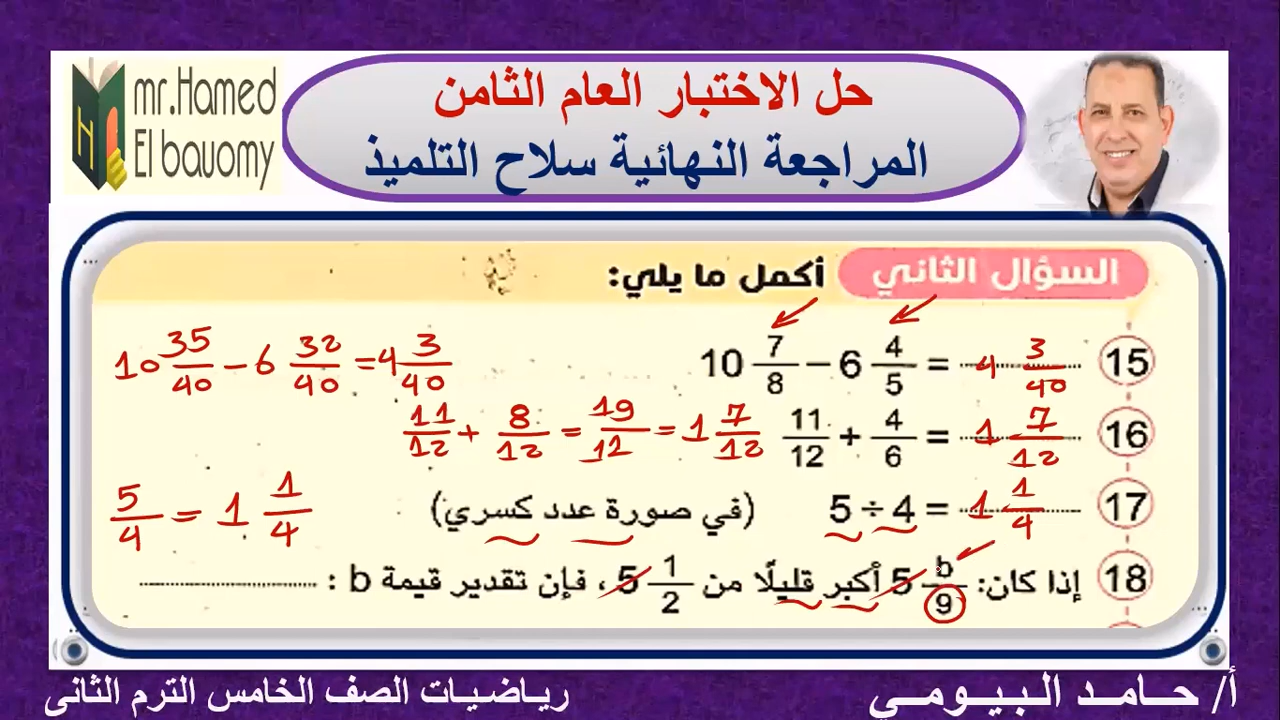 mr.Hamed
El bauomy
حل الاختبار العام الثامن
المراجعة النهائية سلاح التلميذ
السؤال الثاني أكمل ما يلي:
15 10 7/8 − 6 4/5 = 4 3/40
10 35/40 − 6 32/40 = 4 3/40
16 11/12 + 4/6 = 1 7/12
11/12 + 8/12 = 19/12 = 1 7/12
17 5 ÷ 4 = 1 1/4 (في صورة عدد كسري)
5/4 = 1 1/4
18 إذا كان: 5 b/9 أكبر قليلًا من 5 1/2 ، فإن تقدير قيمة b :
أ/ حامد البيومي
رياضيات الصف الخامس الترم الثانى